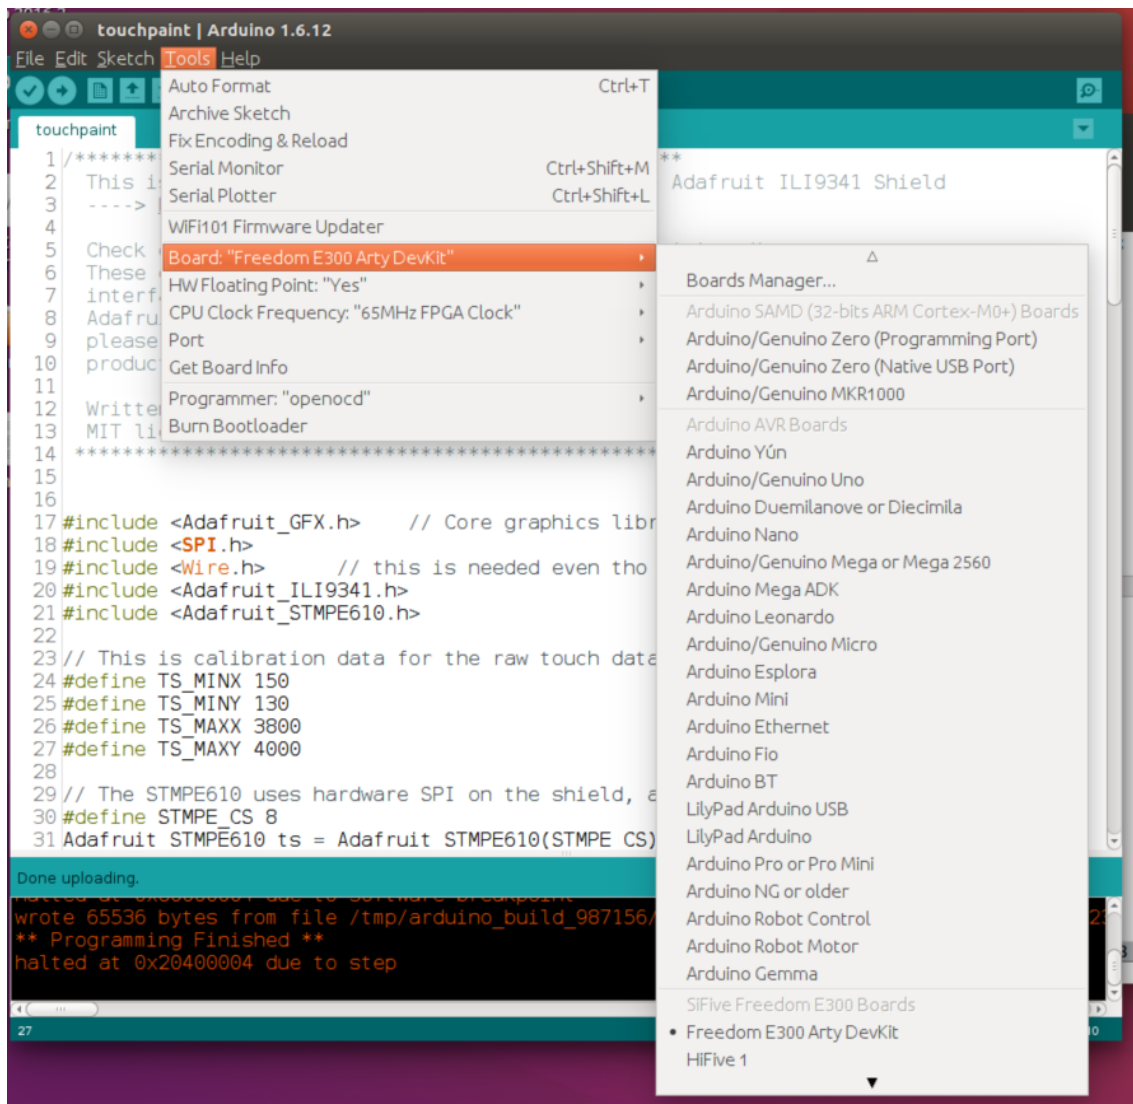 touchpaint | Arduino 1.6.12
File Edit Sketch Tools Help
touchpaint
Auto Format Ctrl+T
Archive Sketch
Fix Encoding & Reload
Serial Monitor Ctrl+Shift+M
Serial Plotter Ctrl+Shift+L
WiFi101 Firmware Updater
Board: "Freedom E300 Arty DevKit"
HW Floating Point: "Yes"
CPU Clock Frequency: "65MHz FPGA Clock"
Port
Get Board Info
Programmer: "openocd"
Burn Bootloader
Boards Manager...
Arduino SAMD (32-bits ARM Cortex-M0+) Boards
Arduino/Genuino Zero (Programming Port)
Arduino/Genuino Zero (Native USB Port)
Arduino/Genuino MKR1000
Arduino AVR Boards
Arduino Yún
Arduino/Genuino Uno
Arduino Duemilanove or Diecimila
Arduino Nano
Arduino/Genuino Mega or Mega 2560
Arduino Mega ADK
Arduino Leonardo
Arduino/Genuino Micro
Arduino Esplora
Arduino Mini
Arduino Ethernet
Arduino Fio
Arduino BT
LilyPad Arduino USB
LilyPad Arduino
Arduino Pro or Pro Mini
Arduino NG or older
Arduino Robot Control
Arduino Robot Motor
Arduino Gemma
SiFive Freedom E300 Boards
• Freedom E300 Arty DevKit
HiFive 1
1 /******* **
2 This Adafruit ILI9341 Shield
3 ---->
4
5 Check
6 These
7
8
9 please
10
11
12
13 MIT
14 *************************************************
15
16
17 #include <Adafruit_GFX.h> // Core graphics
18 #include <SPI.h>
19 #include <Wire.h> // this is needed even tho
20 #include <Adafruit_ILI9341.h>
21 #include <Adafruit_STMPE610.h>
22
23 // This is calibration data for the raw touch data
24 #define TS_MINX 150
25 #define TS_MINY 130
26 #define TS_MAXX 3800
27 #define TS_MAXY 4000
28
29 // The STMPE610 uses hardware SPI on the shield,
30 #define STMPE_CS 8
31 Adafruit_STMPE610 ts = Adafruit_STMPE610(STMPE_CS)
Done uploading.
wrote 65536 bytes from file /tmp/arduino_build_987156/
** Programming Finished **
halted at 0x20400004 due to step
27